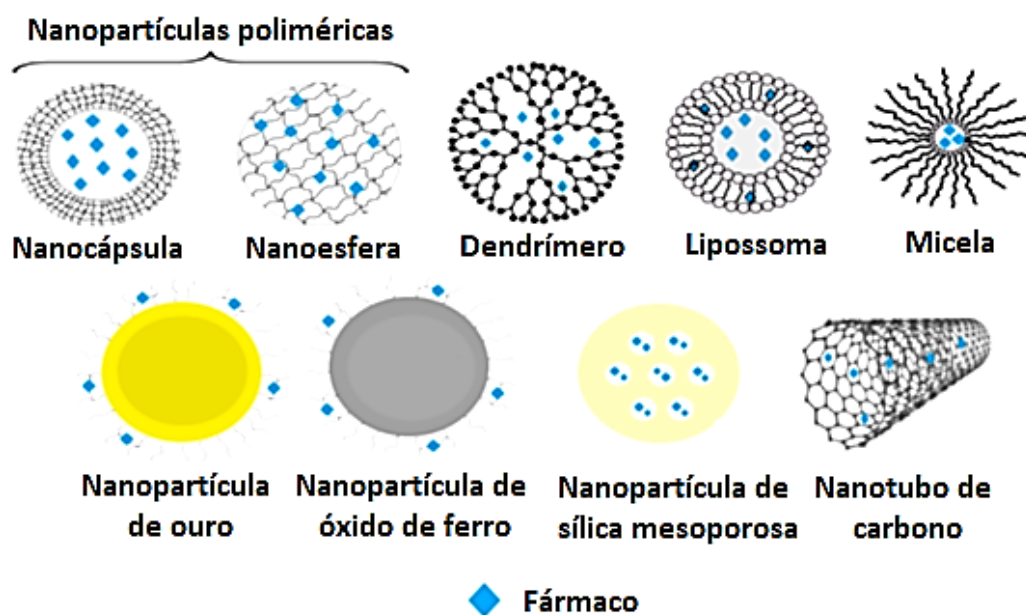 Nanopartículas poliméricas
Nanocápsula
Nanoesfera
Dendrímero
Lipossoma
Micela
Nanopartícula
de ouro
Nanopartícula de
óxido de ferro
Nanopartícula de
sílica mesoporosa
Nanotubo de
carbono
Fármaco